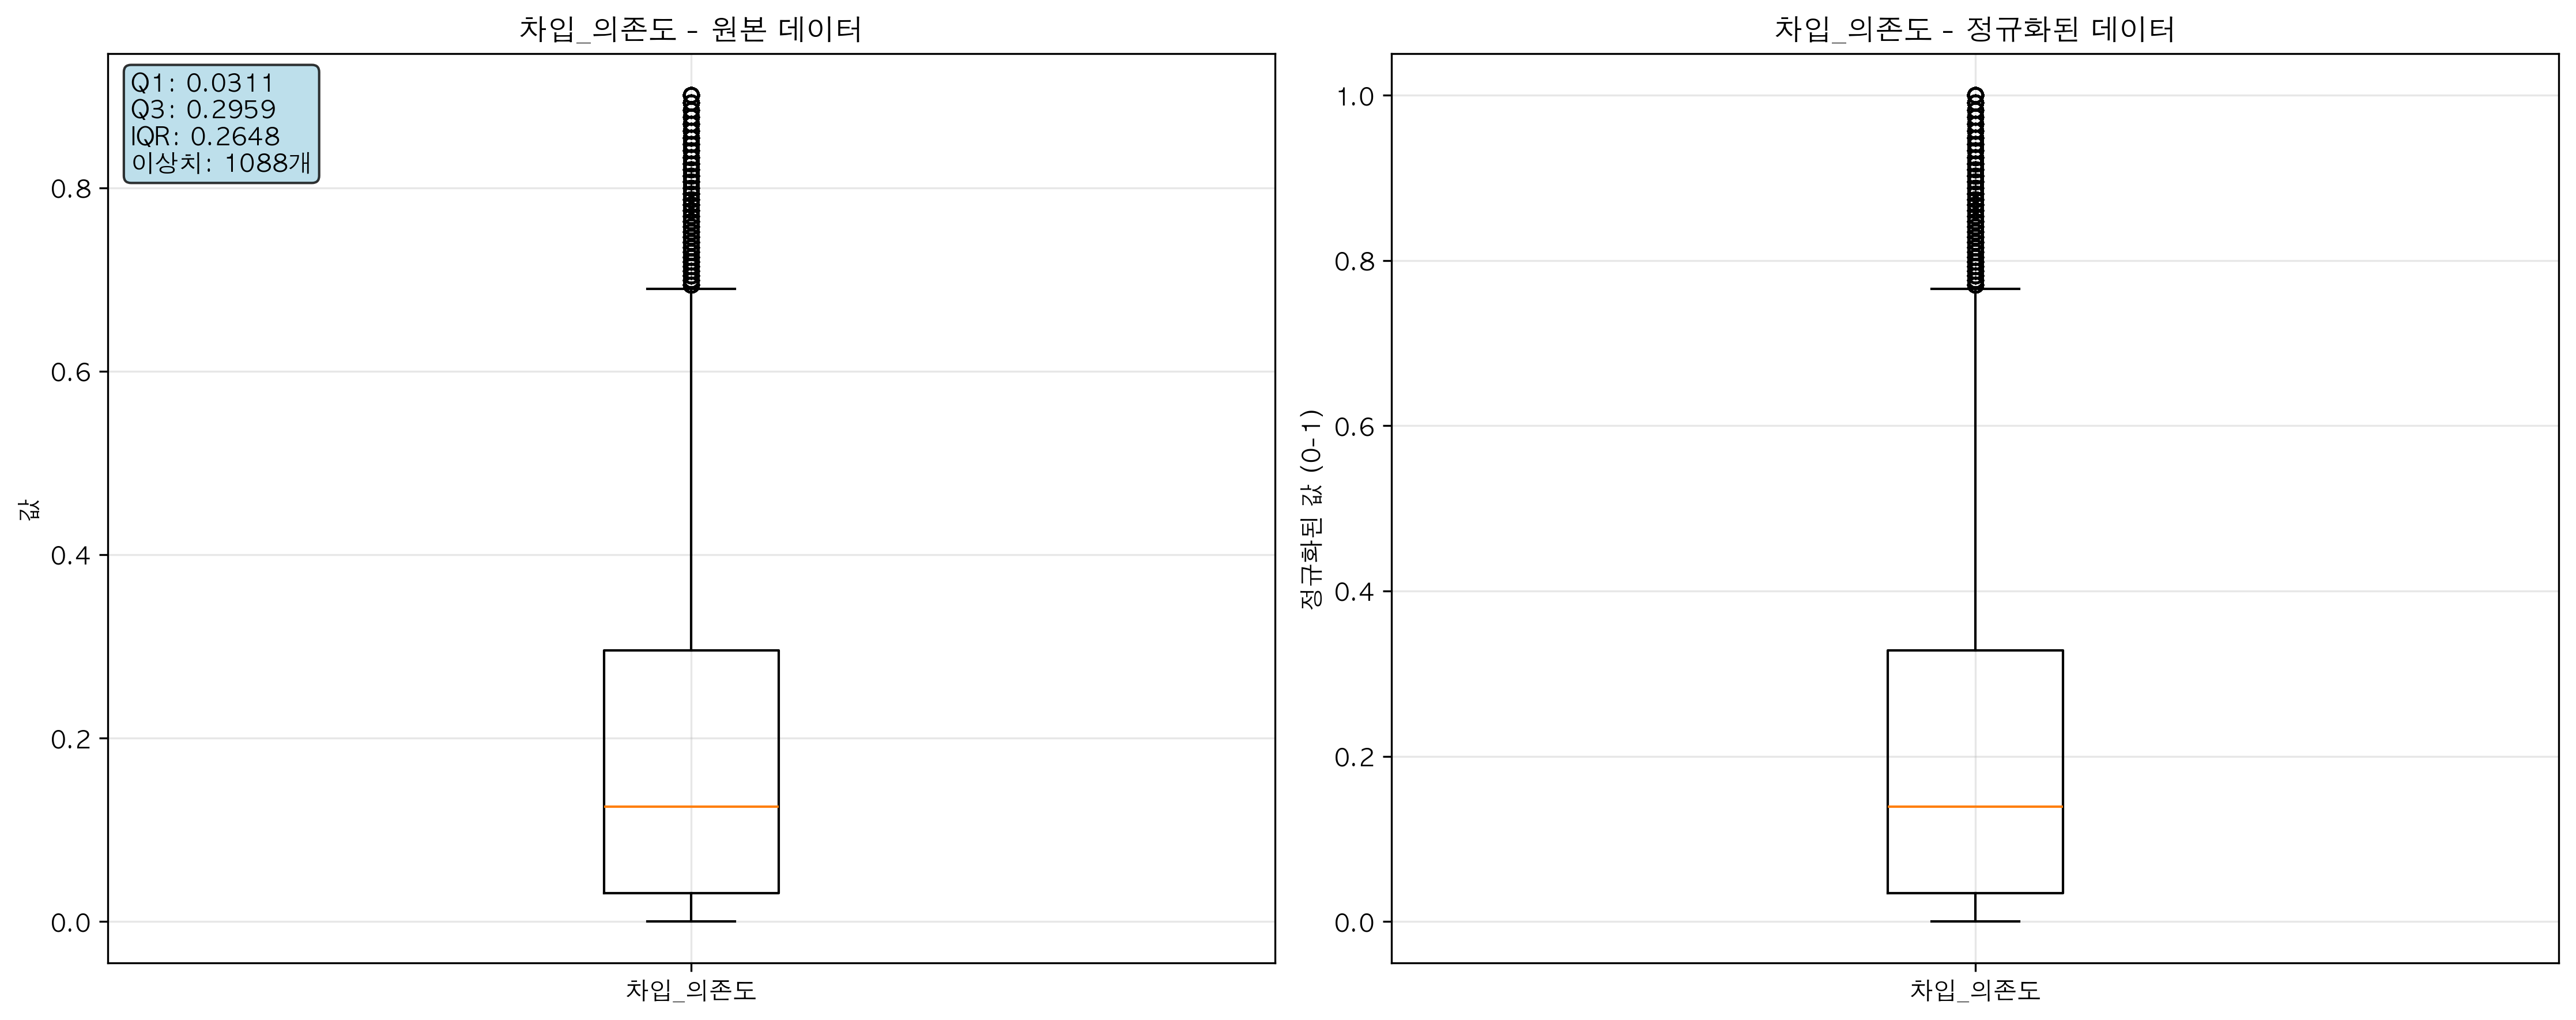 차입_의존도 - 원본 데이터
Q1: 0.0311
Q3: 0.2959
IQR: 0.2648
이상치: 1088개
0.8
0.6
0.4
0.2
0.0
값
차입_의존도
차입_의존도 - 정규화된 데이터
1.0
0.8
0.6
0.4
0.2
0.0
정규화된 값 (0-1)
차입_의존도